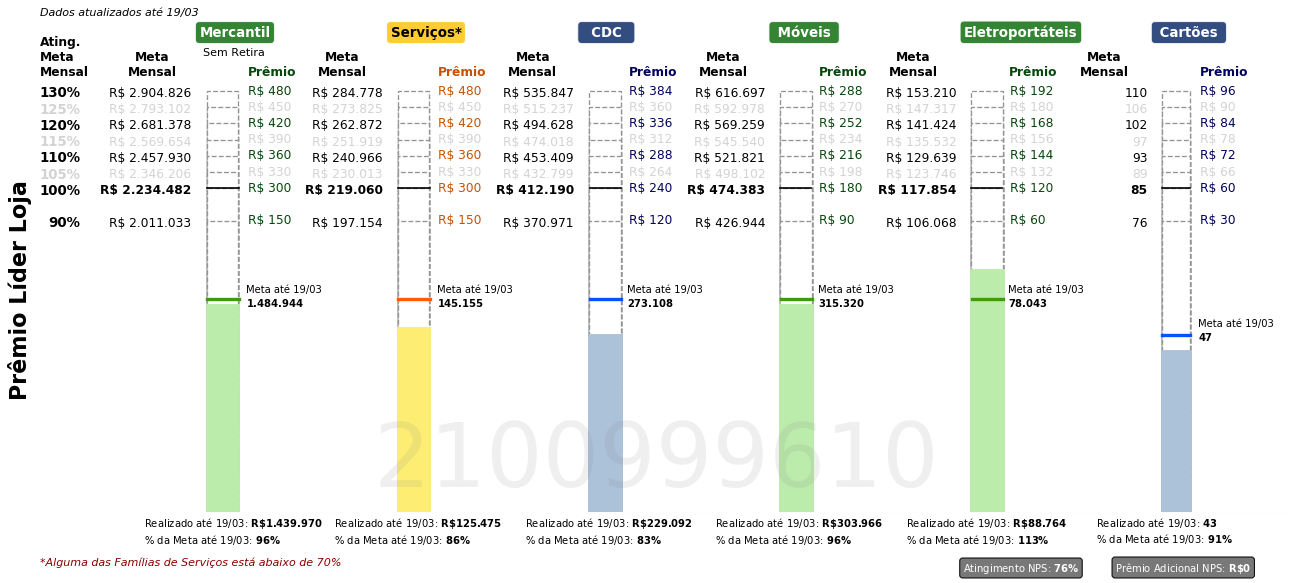 Dados atualizados até 19/03
Mercantil Serviços* CDC Móveis Eletroportáteis Cartões
Sem Retira
Ating. Meta Mensal Meta Mensal Prêmio Meta Mensal Prêmio Meta Mensal Prêmio Meta Mensal Prêmio Meta Mensal Prêmio Meta Mensal Prêmio
130% R$ 2.904.826 R$ 480 R$ 284.778 R$ 480 R$ 535.847 R$ 384 R$ 616.697 R$ 288 R$ 153.210 R$ 192 110 R$ 96
125% R$ 2.793.102 R$ 450 R$ 273.825 R$ 450 R$ 515.237 R$ 360 R$ 592.978 R$ 270 R$ 147.317 R$ 180 106 R$ 90
120% R$ 2.681.378 R$ 420 R$ 262.872 R$ 420 R$ 494.628 R$ 336 R$ 569.259 R$ 252 R$ 141.424 R$ 168 102 R$ 84
115% R$ 2.569.654 R$ 390 R$ 251.919 R$ 390 R$ 474.018 R$ 312 R$ 545.540 R$ 234 R$ 135.532 R$ 156 97 R$ 78
110% R$ 2.457.930 R$ 360 R$ 240.966 R$ 360 R$ 453.409 R$ 288 R$ 521.821 R$ 216 R$ 129.639 R$ 144 93 R$ 72
105% R$ 2.346.206 R$ 330 R$ 230.013 R$ 330 R$ 432.799 R$ 264 R$ 498.102 R$ 198 R$ 123.746 R$ 132 89 R$ 66
100% R$ 2.234.482 R$ 300 R$ 219.060 R$ 300 R$ 412.190 R$ 240 R$ 474.383 R$ 180 R$ 117.854 R$ 120 85 R$ 60
90% R$ 2.011.033 R$ 150 R$ 197.154 R$ 150 R$ 370.971 R$ 120 R$ 426.944 R$ 90 R$ 106.068 R$ 60 76 R$ 30
Prêmio Líder Loja
Meta até 19/03 Meta até 19/03 Meta até 19/03 Meta até 19/03 Meta até 19/03
1.484.944 145.155 273.108 315.320 78.043
Meta até 19/03
47
2100999610
Realizado até 19/03: R$1.439.970 Realizado até 19/03: R$125.475 Realizado até 19/03: R$229.092 Realizado até 19/03: R$303.966 Realizado até 19/03: R$88.764 Realizado até 19/03: 43
% da Meta até 19/03: 96% % da Meta até 19/03: 86% % da Meta até 19/03: 83% % da Meta até 19/03: 96% % da Meta até 19/03: 113% % da Meta até 19/03: 91%
*Alguma das Famílias de Serviços está abaixo de 70%
Atingimento NPS: 76% Prêmio Adicional NPS: R$0